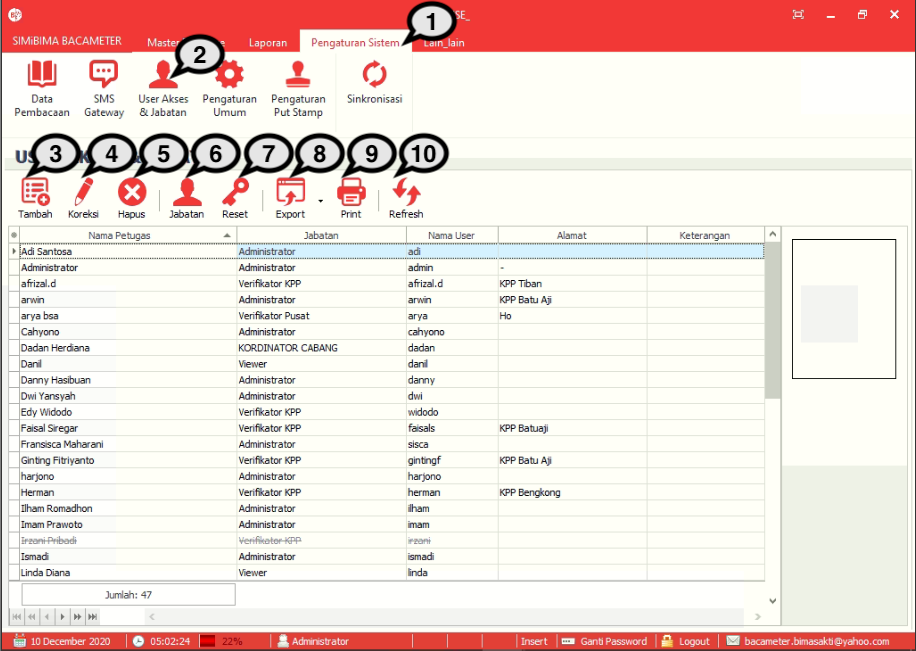 1
SE_
SIMiBIMA BACAMETER
Master
Laporan
Pengaturan Sistem
Lain_lain
2
Data Pembacaan
SMS Gateway
User Akses & Jabatan
Pengaturan Umum
Pengaturan Put Stamp
Sinkronisasi
3 4 5 6 7 8 9 10
Tambah Koreksi Hapus Jabatan Reset Export Print Refresh
Nama Petugas Jabatan Nama User Alamat Keterangan
Adi Santosa Administrator adi
Administrator Administrator admin -
afrizal.d Verifikator KPP afrizal.d KPP Tiban
arwin Administrator arwin KPP Batu Aji
arya bsa Verifikator Pusat arya Ho
Cahyono Administrator cahyono
Dadan Herdiana KORDINATOR CABANG dadan
Danil Viewer danil
Danny Hasibuan Administrator danny
Dwi Yansyah Administrator dwi
Edy Widodo Verifikator KPP widodo
Faisal Siregar Verifikator KPP faisals KPP Batuaji
Fransisca Maharani Administrator sisca
Ginting Fitriyanto Verifikator KPP gintingf KPP Batu Aji
harjono Administrator harjono
Herman Verifikator KPP herman KPP Bengkong
Ilham Romadhon Administrator ilham
Imam Prawoto Administrator imam
Irzani Pribadi Verifikator KPP irzani
Ismadi Administrator ismadi
Linda Diana Viewer linda
Jumlah: 47
10 December 2020 05:02:24 22% Administrator Insert Ganti Password Logout bacameter.bimasakti@yahoo.com